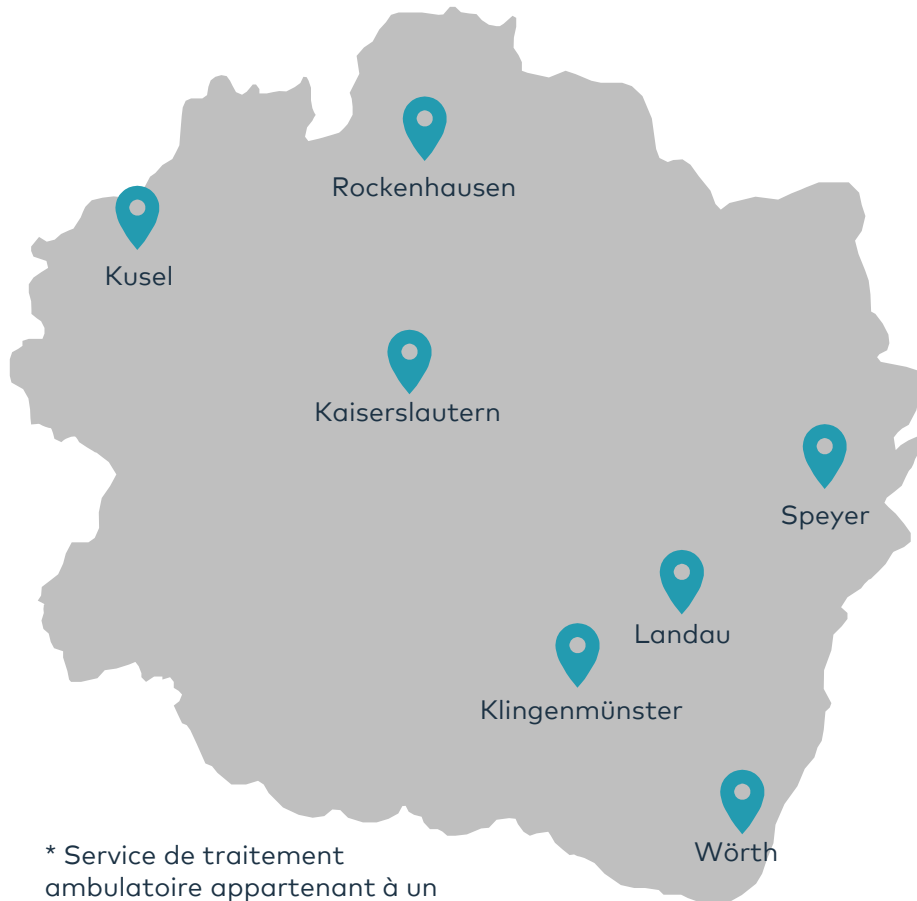 Rockenhausen
Kusel
Kaiserslautern
Speyer
Landau
Klingenmünster
Wörth
* Service de traitement
ambulatoire appartenant à un